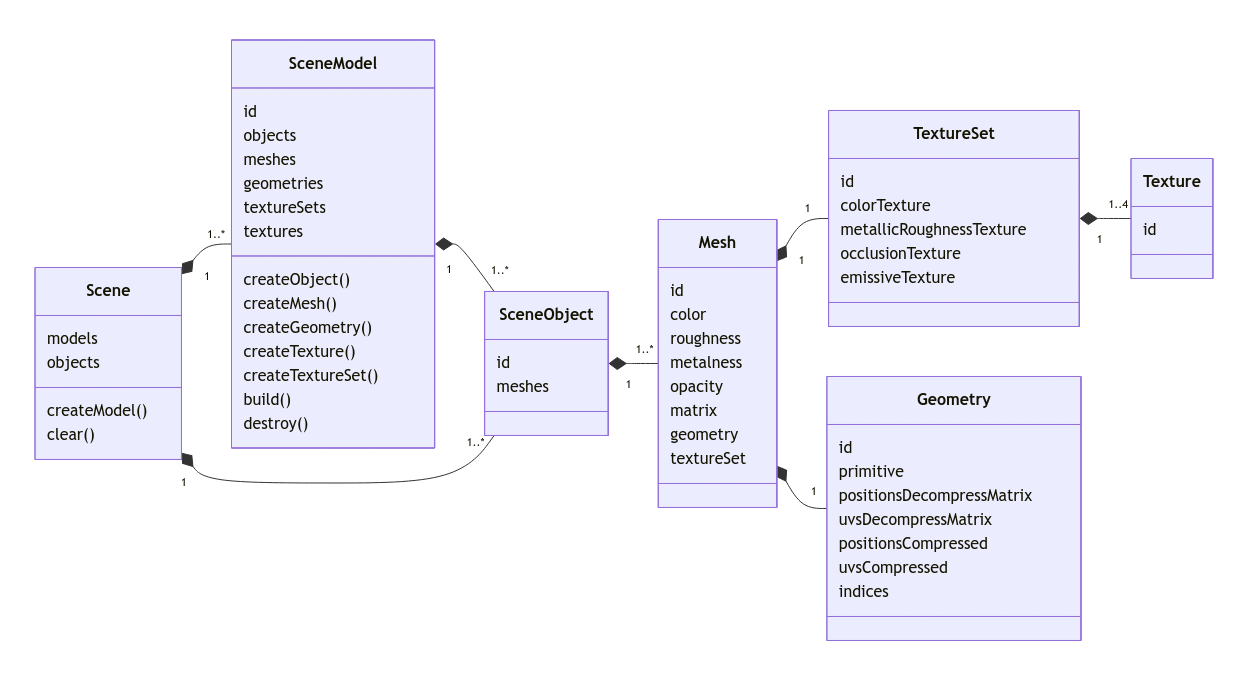 Scene
models
objects
createModel()
clear()
1
1..*
1
1..*
SceneModel
id
objects
meshes
geometries
textureSets
textures
createObject()
createMesh()
createGeometry()
createTexture()
createTextureSet()
build()
destroy()
1
1..*
SceneObject
id
meshes
1
1..*
Mesh
id
color
roughness
metalness
opacity
matrix
geometry
textureSet
1
1
1
TextureSet
id
colorTexture
metallicRoughnessTexture
occlusionTexture
emissiveTexture
1
1..4
Texture
id
Geometry
id
primitive
positionsDecompressMatrix
uvsDecompressMatrix
positionsCompressed
uvsCompressed
indices